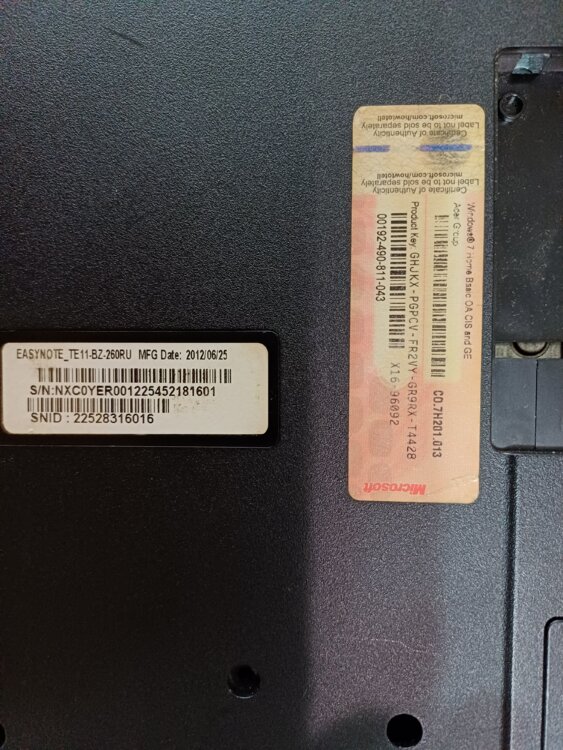 EASYNOTE_TE11-BZ-260RU MFG Date: 2012/06/25
S/N:NXC0YER001225452181601
SNID : 22528316016
Certificate of Authenticity
Label not to be sold separately
microsoft.com/howtotell
Certificate of Authenticity
Label not to be sold separately
microsoft.com/howtotell
Windows® 7 Home Basic OA CIS and GE
Acer Group
CO.7H201.013
Product Key: GHJKX-PGPCV-FR2VY-GR9RX-T442B
X16-96092
00192-490-811-043
Microsoft